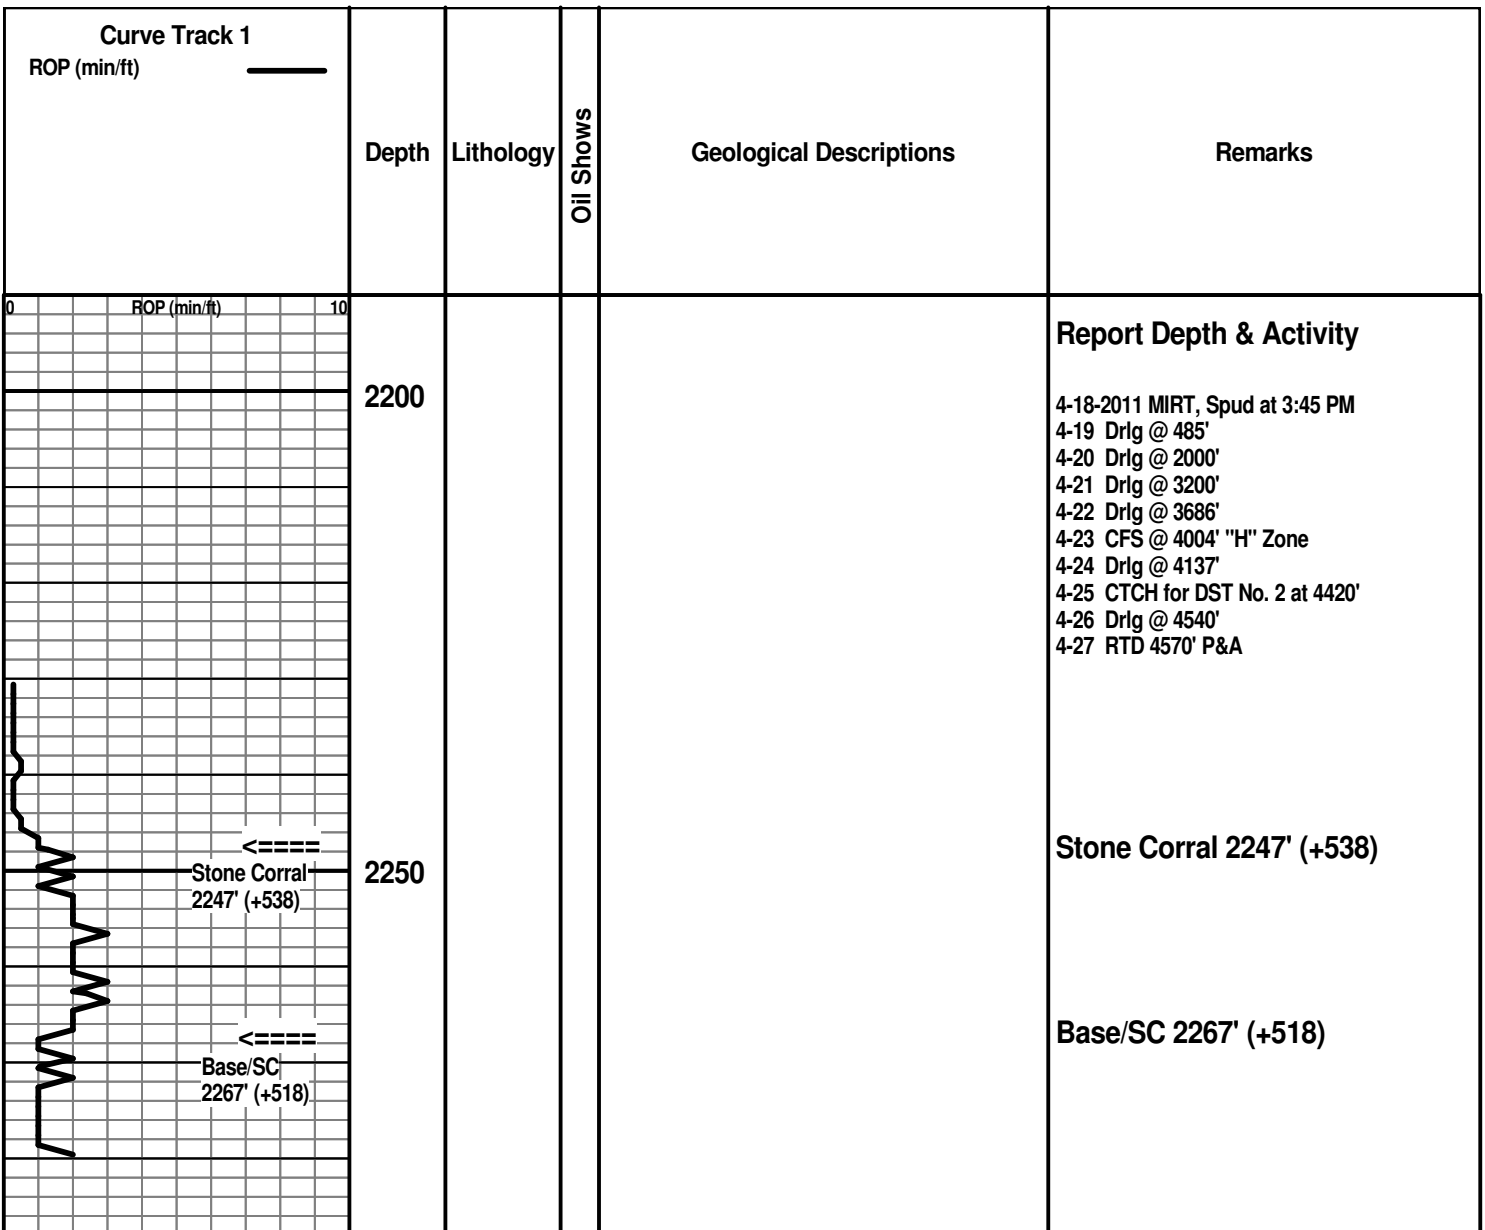 Curve Track 1
ROP (min/ft)
Depth
Lithology
Oil Shows
Geological Descriptions
Remarks
0 ROP (min/ft) 10
Report Depth & Activity
2200
4-18-2011 MIRT, Spud at 3:45 PM
4-19 Drlg @ 485'
4-20 Drlg @ 2000'
4-21 Drlg @ 3200'
4-22 Drlg @ 3686'
4-23 CFS @ 4004' "H" Zone
4-24 Drlg @ 4137'
4-25 CTCH for DST No. 2 at 4420'
4-26 Drlg @ 4540'
4-27 RTD 4570' P&A
<====
Stone Corral
2247' (+538)
2250
Stone Corral 2247' (+538)
<====
Base/SC
2267' (+518)
Base/SC 2267' (+518)